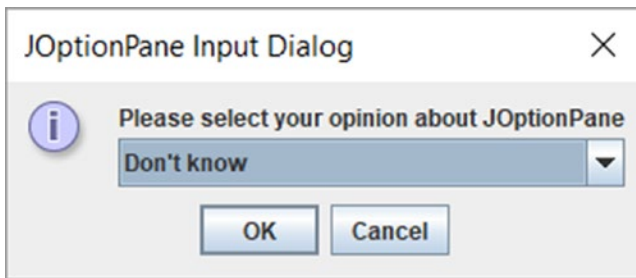 JOptionPane Input Dialog
i
Please select your opinion about JOptionPane
Don't know
OK
Cancel